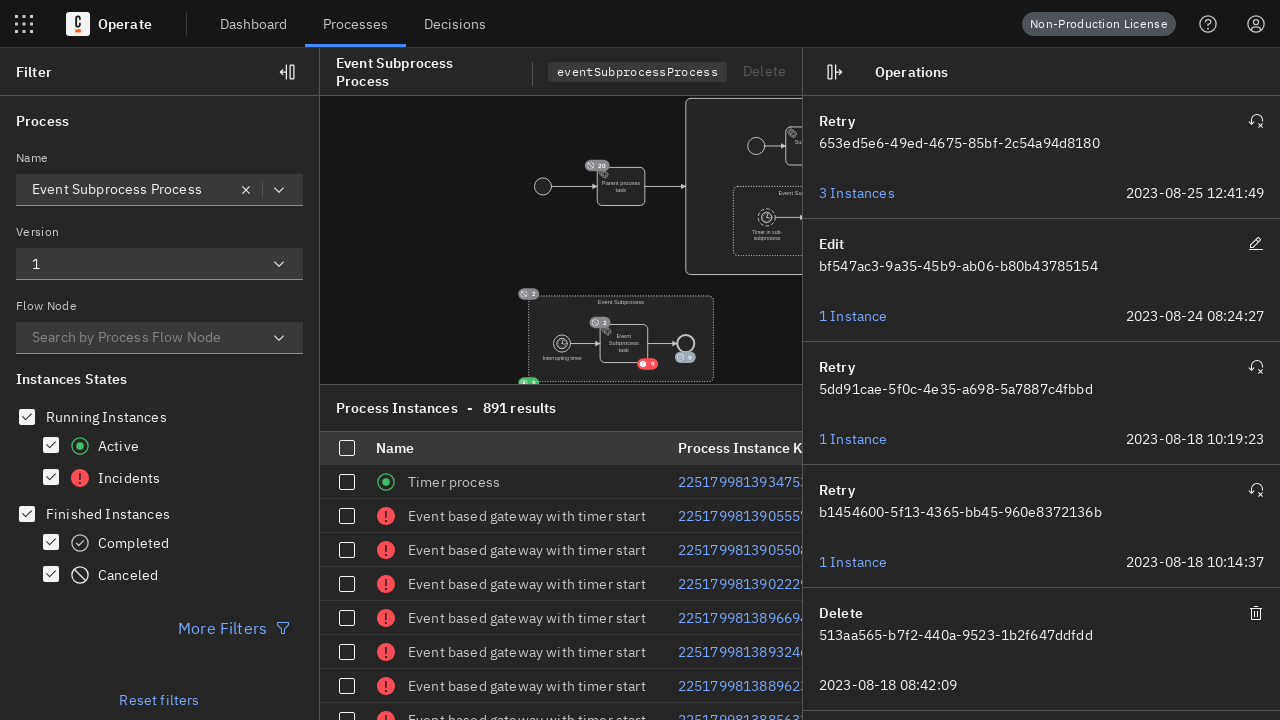 Operate
Dashboard
Processes
Decisions
Non-Production License
Filter
Process
Name
Event Subprocess Process
Version
1
Flow Node
Search by Process Flow Node
Instances States
Running Instances
Active
Incidents
Finished Instances
Completed
Canceled
More Filters
Reset filters
Event Subprocess
Process
eventSubprocessProcess
Delete
20
Parent process
task
Su
Event Su
Timer in sub-
subprocess
2
Event Subprocess
2
Event
Subprocess
task
Interrupting timer
9
9
Process Instances - 891 results
Name
Process Instance K
Timer process
225179981393475
Event based gateway with timer start
225179981390555
Event based gateway with timer start
225179981390550
Event based gateway with timer start
225179981390222
Event based gateway with timer start
225179981389669
Event based gateway with timer start
225179981389324
Event based gateway with timer start
225179981388962
Event based gateway with timer start
Operations
Retry
653ed5e6-49ed-4675-85bf-2c54a94d8180
3 Instances
2023-08-25 12:41:49
Edit
bf547ac3-9a35-45b9-ab06-b80b43785154
1 Instance
2023-08-24 08:24:27
Retry
5dd91cae-5f0c-4e35-a698-5a7887c4fbbd
1 Instance
2023-08-18 10:19:23
Retry
b1454600-5f13-4365-bb45-960e8372136b
1 Instance
2023-08-18 10:14:37
Delete
513aa565-b7f2-440a-9523-1b2f647ddfdd
2023-08-18 08:42:09